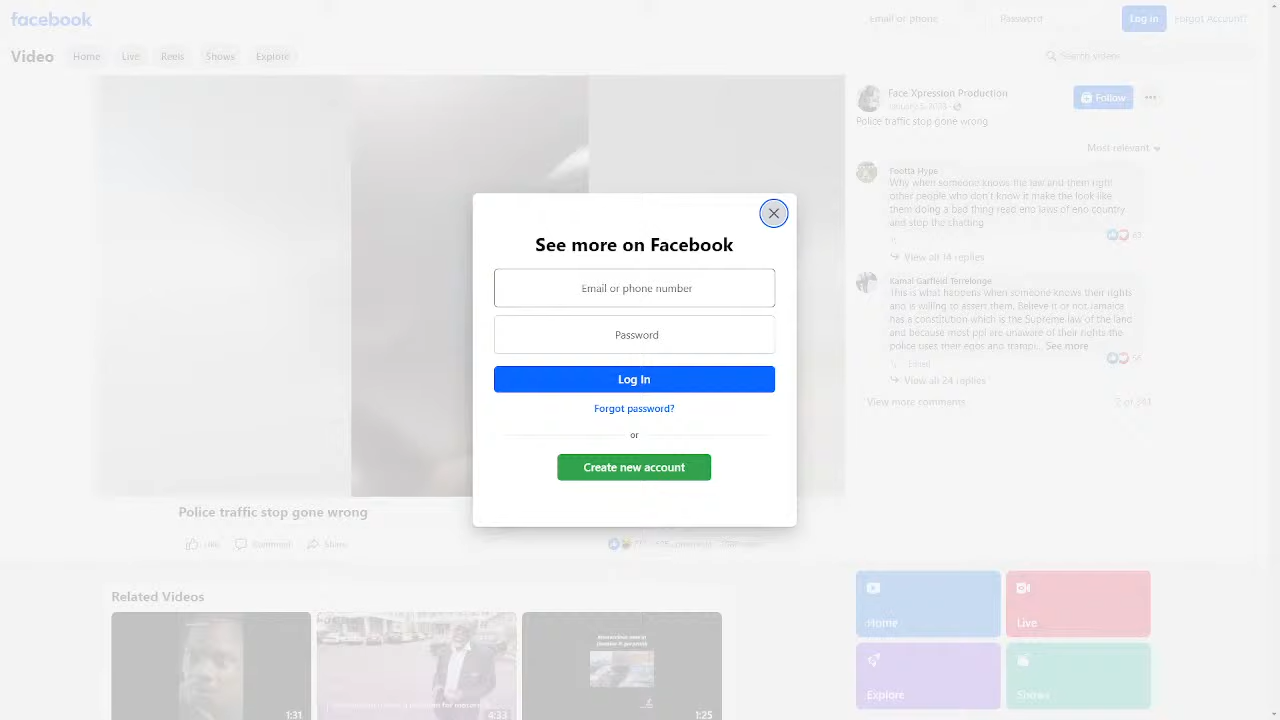 facebook
Email or phone
Password
Log in
Forgot Account?
Video
Home
Live
Reels
Shows
Explore
Search videos
Face Xpression Production
January 5, 2023
Follow
Police traffic stop gone wrong
Most relevant
Footta Hype
Why when someone knows the law and them right
other people who don't know it make the look like
them doing a bad thing read eno laws of eno country
and stop the chatting
View all 14 replies
Kamal Garfield Terrelonge
This is what happens when someone knows their rights
and is willing to assert them. Believe it or not Jamaica
has a constitution which is the Supreme law of the land
and because most ppl are unaware of their rights the
police uses their egos and trampl... See more
56
Edited
View all 24 replies
View more comments
2 of 341
See more on Facebook
Email or phone number
Password
Log In
Forgot password?
or
Create new account
Police traffic stop gone wrong
Like
Comment
Share
Related Videos
1:31
4:33
1:25
Home
Live
Explore
Shows